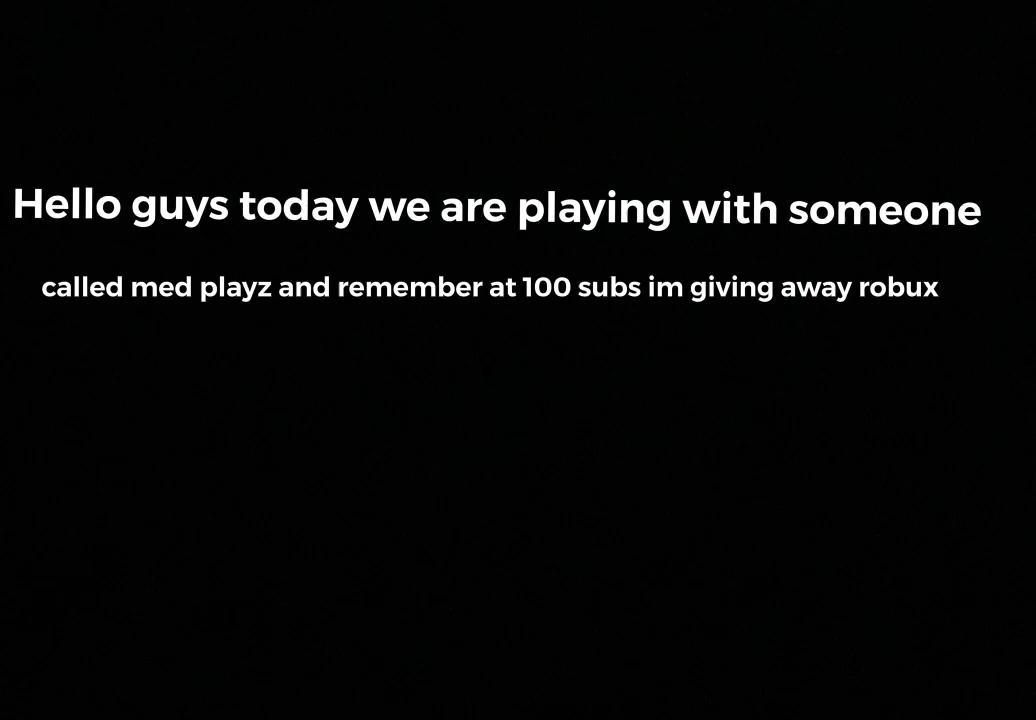 Hello guys today we are playing with someone
called med playz and remember at 100 subs im giving away robux